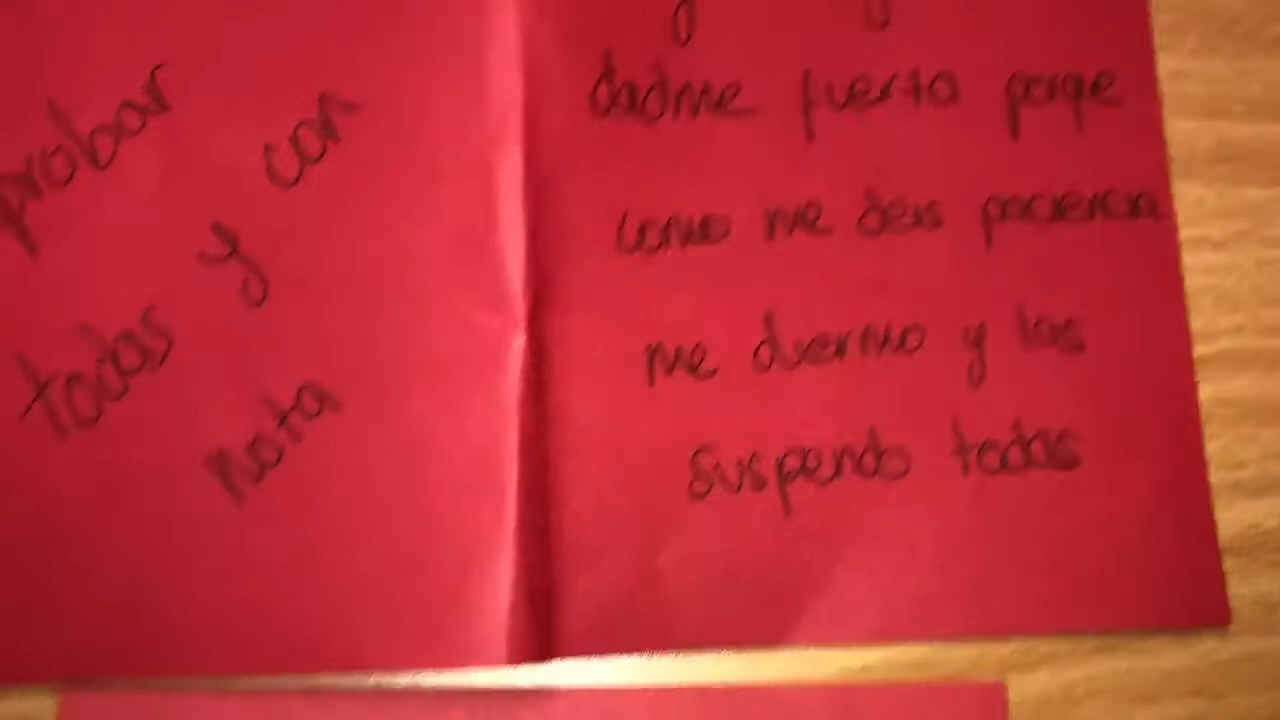 probar
y con
todas
nota
y
dadme fuerza porque
como me deis paciencia
me duermo y las
suspendo todas